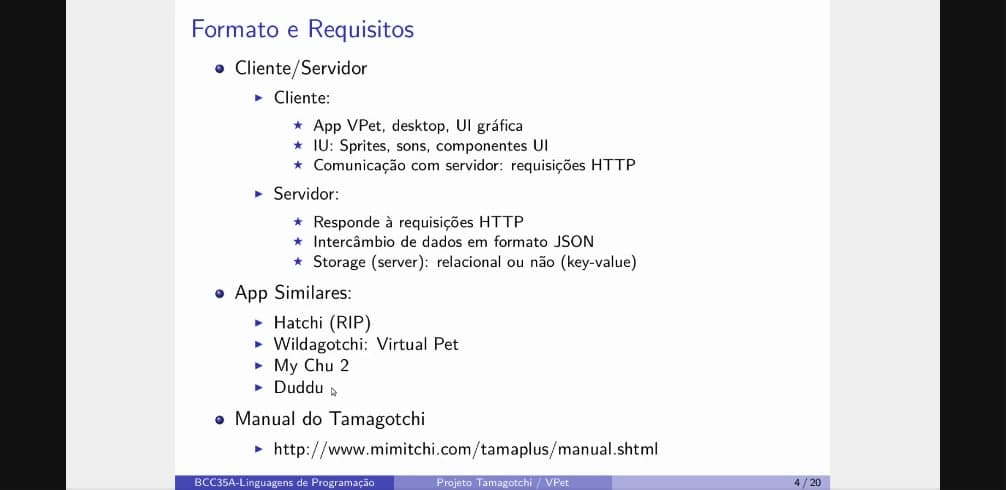 Formato e Requisitos
Cliente/Servidor
Cliente:
App VPet, desktop, UI gráfica
IU: Sprites, sons, componentes UI
Comunicação com servidor: requisições HTTP
Servidor:
Responde à requisições HTTP
Intercâmbio de dados em formato JSON
Storage (server): relacional ou não (key-value)
App Similares:
Hatchi (RIP)
Wildagotchi: Virtual Pet
My Chu 2
Duddu
Manual do Tamagotchi
http://www.mimitchi.com/tamaplus/manual.shtml
BCC35A-Linguagens de Programação Projeto Tamagotchi / VPet 4 / 20